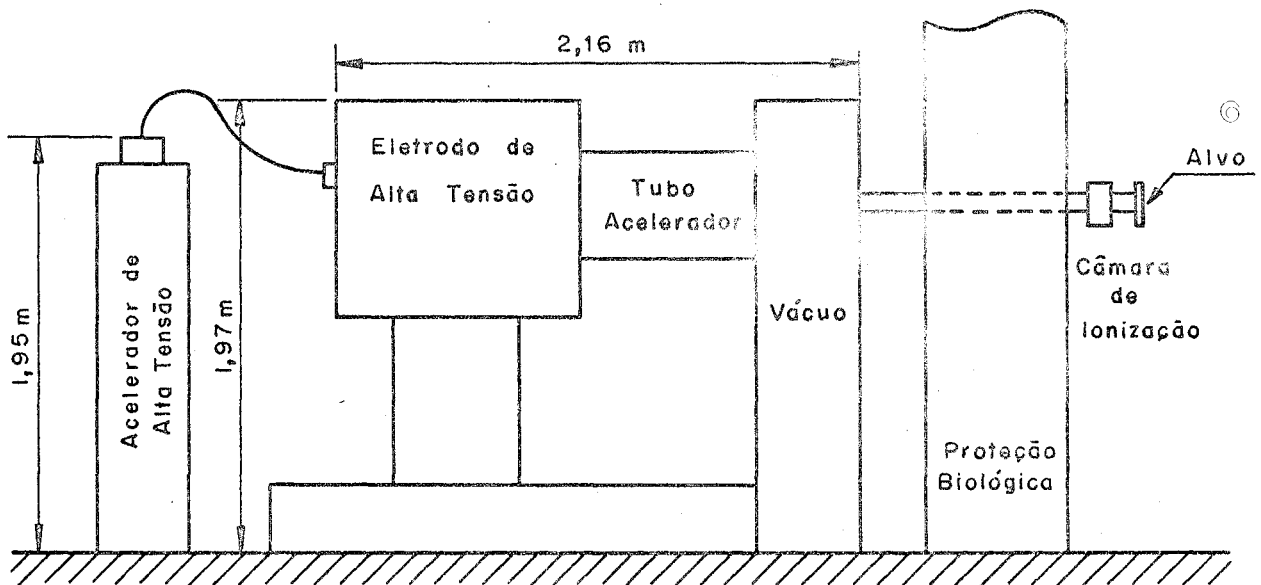 2,16 m
Eletrodo de
Alta Tensão
Tubo
Acelerador
Alvo
Câmara
de
Ionização
Vácuo
1,95 m
Acelerador de
Alta Tensão
1,97 m
Proteção
Biológica